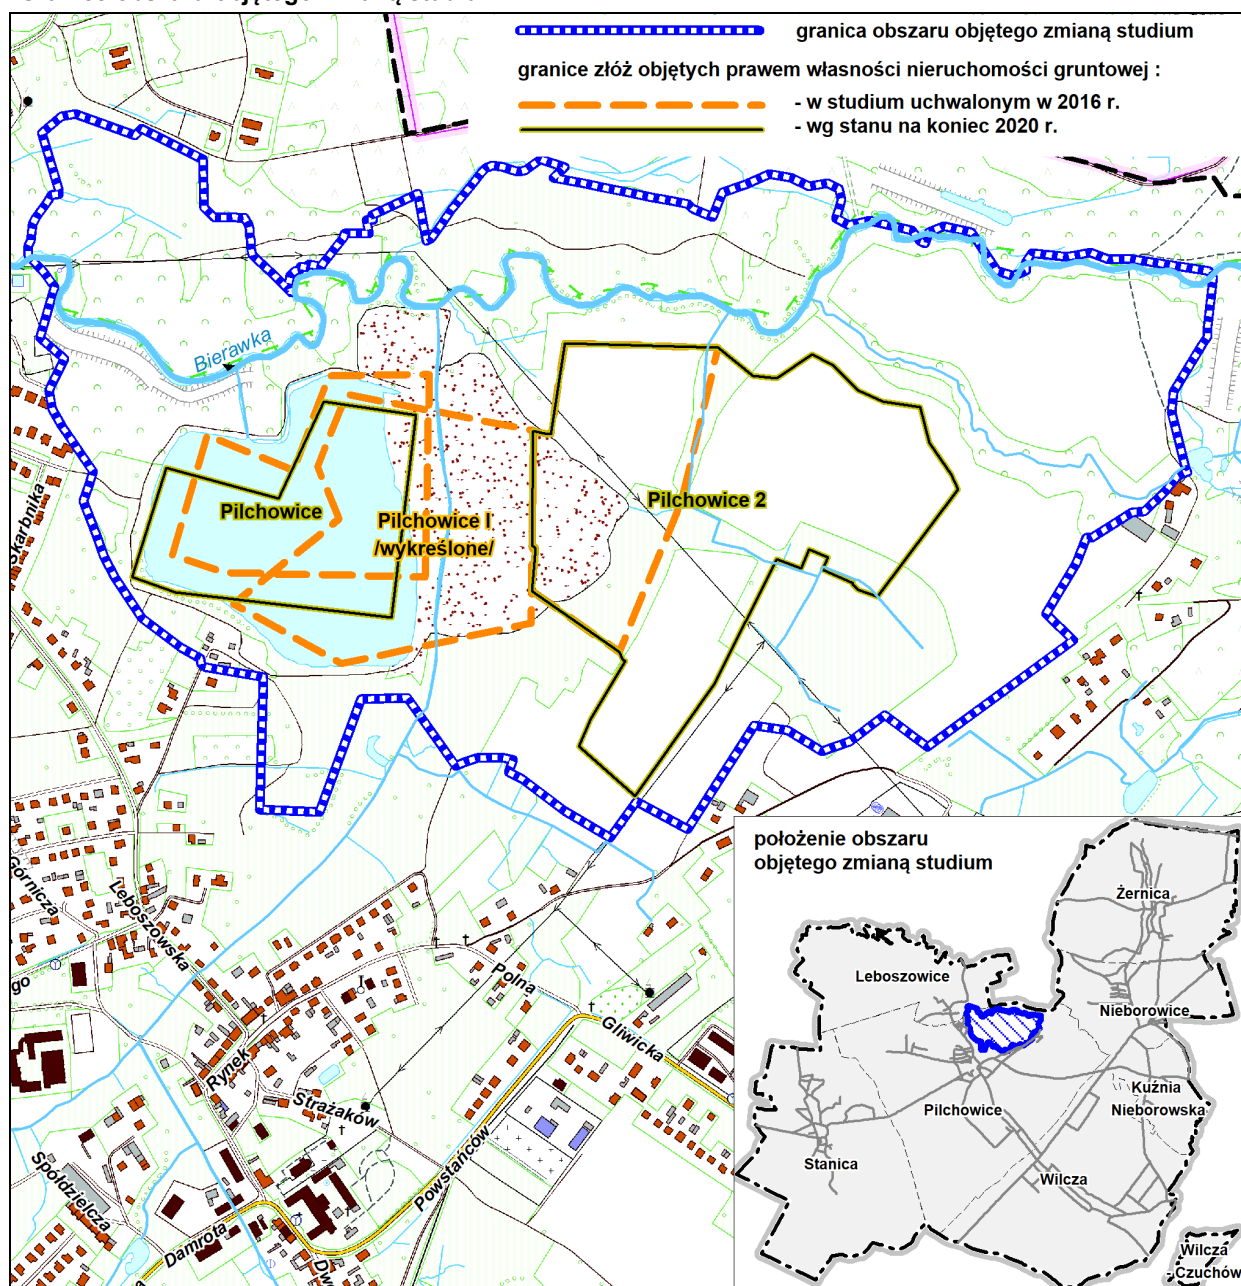 granica obszaru objętego zmianą studium
granice złóż objętych prawem własności nieruchomości gruntowej :
- w studium uchwalonym w 2016 r.
- wg stanu na koniec 2020 r.
Bierawka
Pilchowice
Pilchowice I
/wykreślone/
Pilchowice 2
Skarbnika
Górnicza
Leboszowska
go
Polna
Gliwicka
Rynek
Strażaków
Powstańców
Spółdzielcza
Damrota
Dwo
położenie obszaru
objętego zmianą studium
Żernica
Leboszowice
Nieborowice
Kuźnia
Nieborowska
Pilchowice
Stanica
Wilcza
Wilcza
- Czuchów